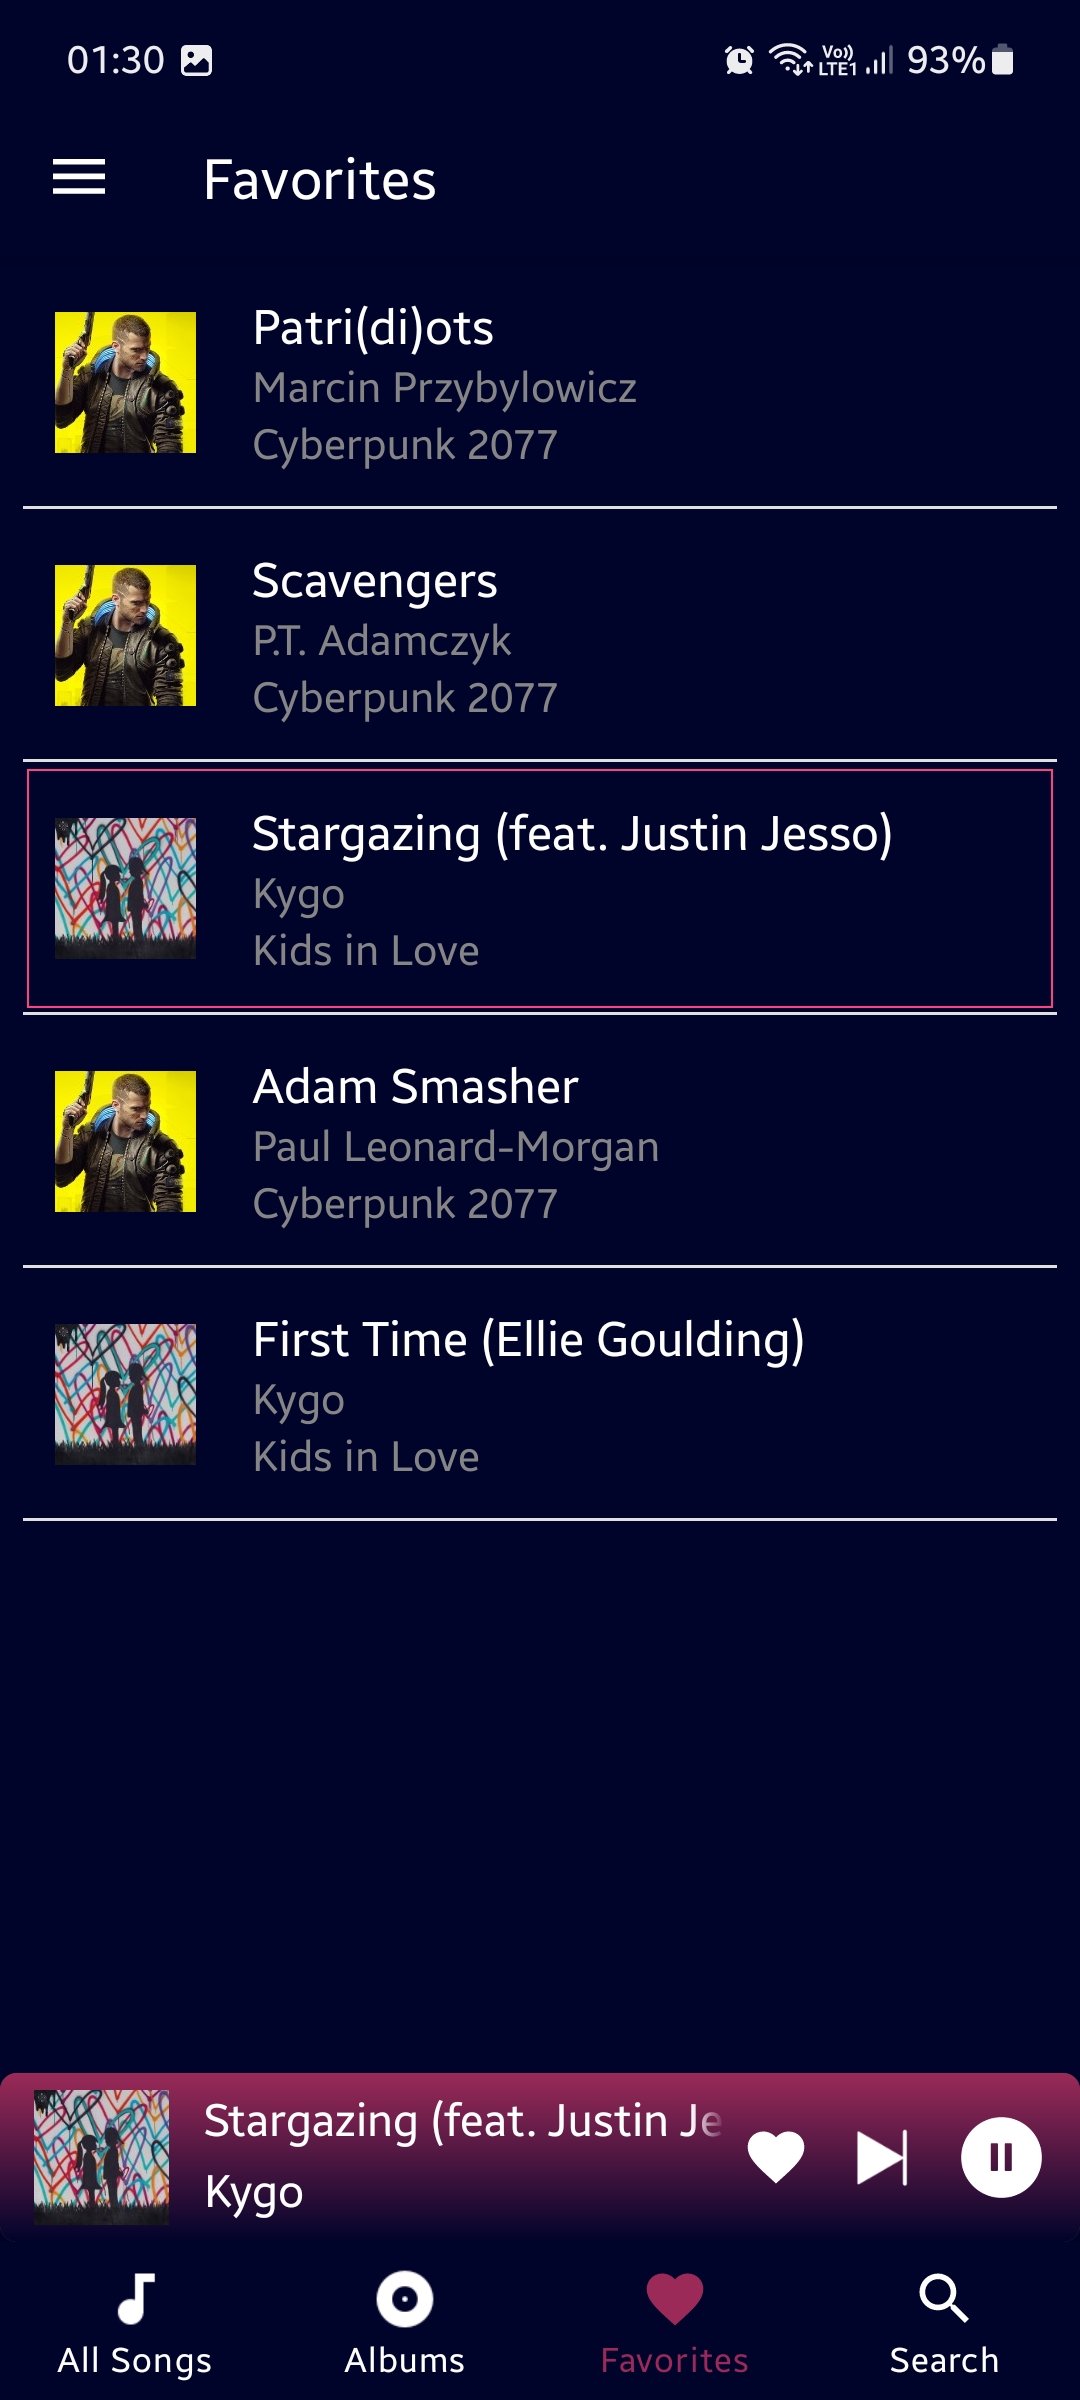 01:30
Vo)) LTE1 93%
Favorites
Patri(di)ots
Marcin Przybylowicz
Cyberpunk 2077
Scavengers
P.T. Adamczyk
Cyberpunk 2077
Stargazing (feat. Justin Jesso)
Kygo
Kids in Love
Adam Smasher
Paul Leonard-Morgan
Cyberpunk 2077
First Time (Ellie Goulding)
Kygo
Kids in Love
Stargazing (feat. Justin Je
Kygo
All Songs Albums Favorites Search